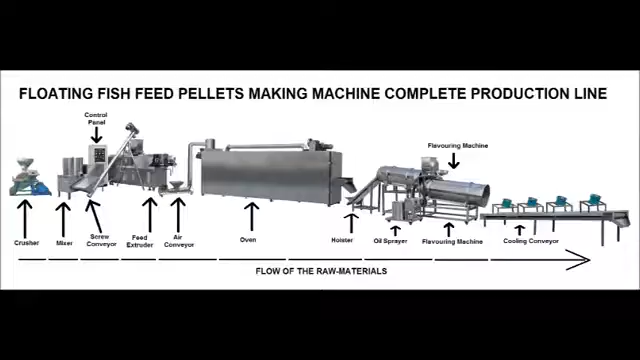 FLOATING FISH FEED PELLETS MAKING MACHINE COMPLETE PRODUCTION LINE
Control
Panel
Flavouring Machine
Crusher
Mixer
Screw
Conveyor
Feed
Extruder
Air
Conveyor
Oven
Hoister
Oil Sprayer
Flavouring Machine
Cooling Conveyor
FLOW OF THE RAW-MATERIALS